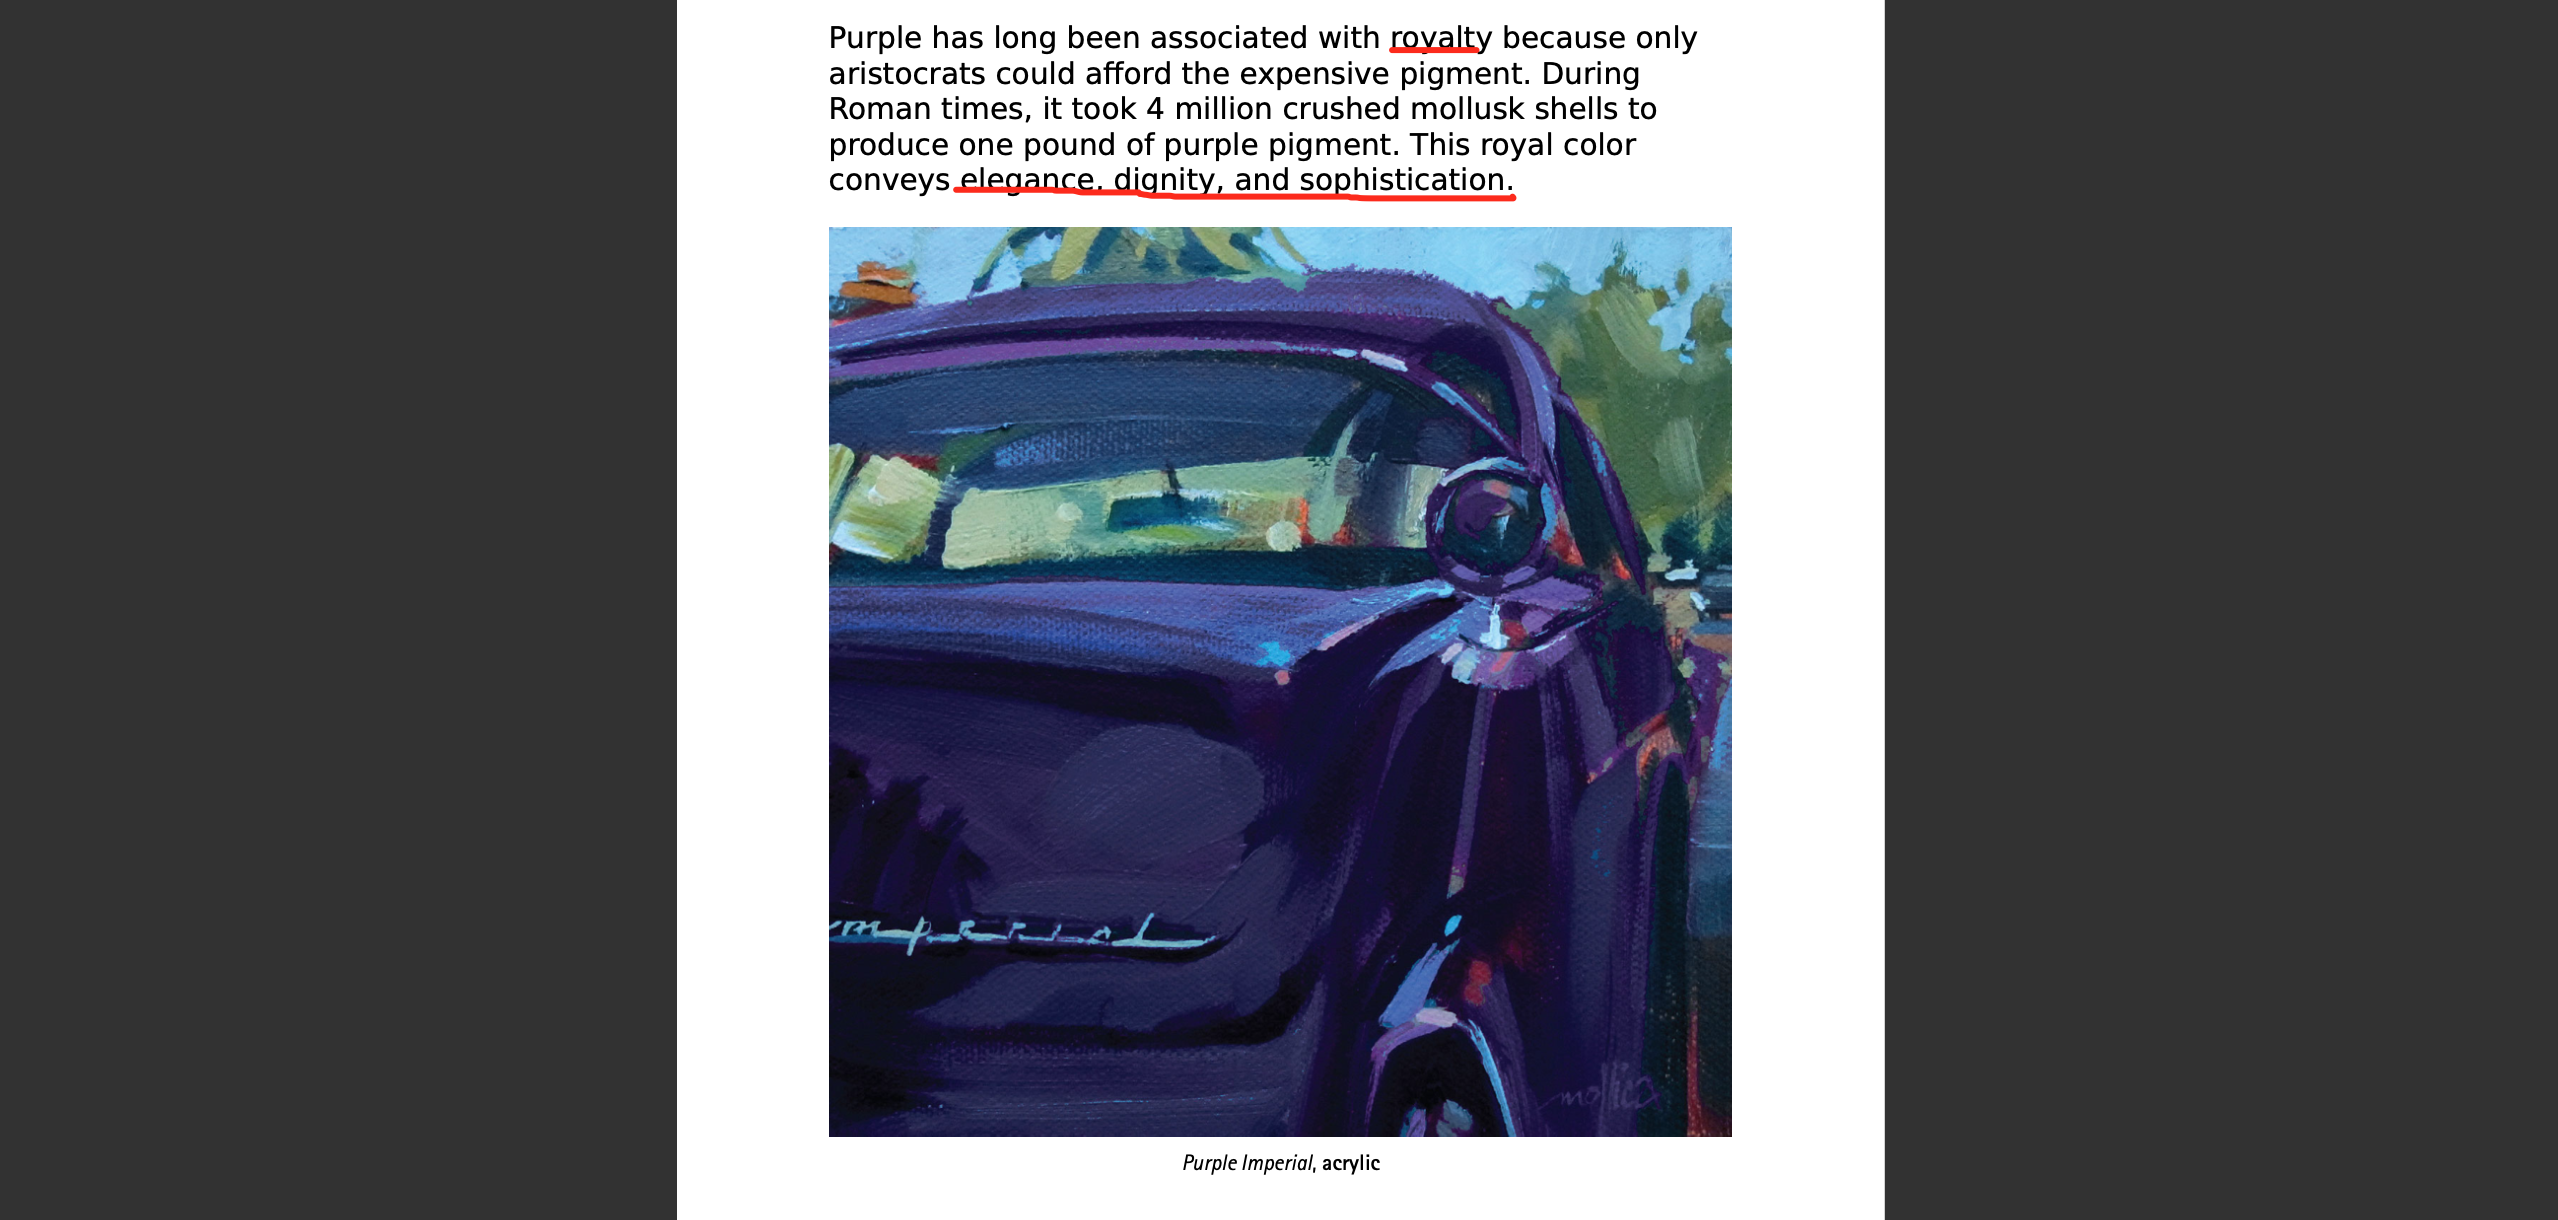 Purple has long been associated with royalty because only
aristocrats could afford the expensive pigment. During
Roman times, it took 4 million crushed mollusk shells to
produce one pound of purple pigment. This royal color
conveys elegance, dignity, and sophistication.
mperial
mollica
Purple Imperial, acrylic